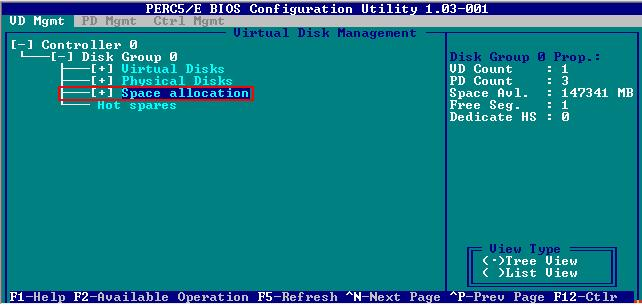 PERC5/E BIOS Configuration Utility 1.03-001
VD Mgmt PD Mgmt Ctrl Mgmt
Virtual Disk Management
[-] Controller 0
[-] Disk Group 0
[+] Virtual Disks
[+] Physical Disks
[+] Space allocation
Hot spares
Disk Group 0 Prop.:
VD Count : 1
PD Count : 3
Space Avl. : 147341 MB
Free Seg. : 1
Dedicate HS : 0
View Type
(·)Tree View
( )List View
F1-Help F2-Available Operation F5-Refresh ^N-Next Page ^P-Prev Page F12-Ctlr